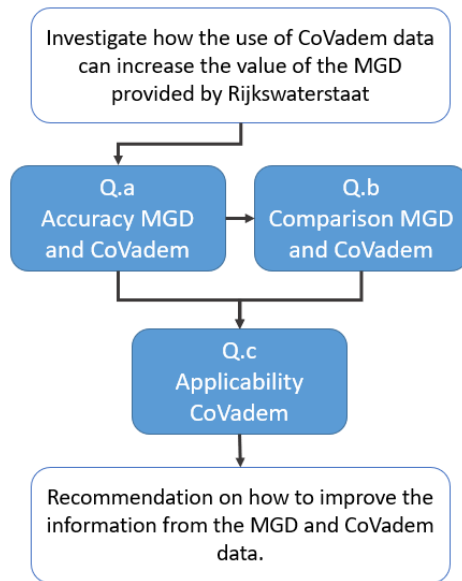 Investigate how the use of CoVadem data
can increase the value of the MGD
provided by Rijkswaterstaat
Q.a
Accuracy MGD
and CoVadem
Q.b
Comparison MGD
and CoVadem
Q.c
Applicability
CoVadem
Recommendation on how to improve the
information from the MGD and CoVadem
data.